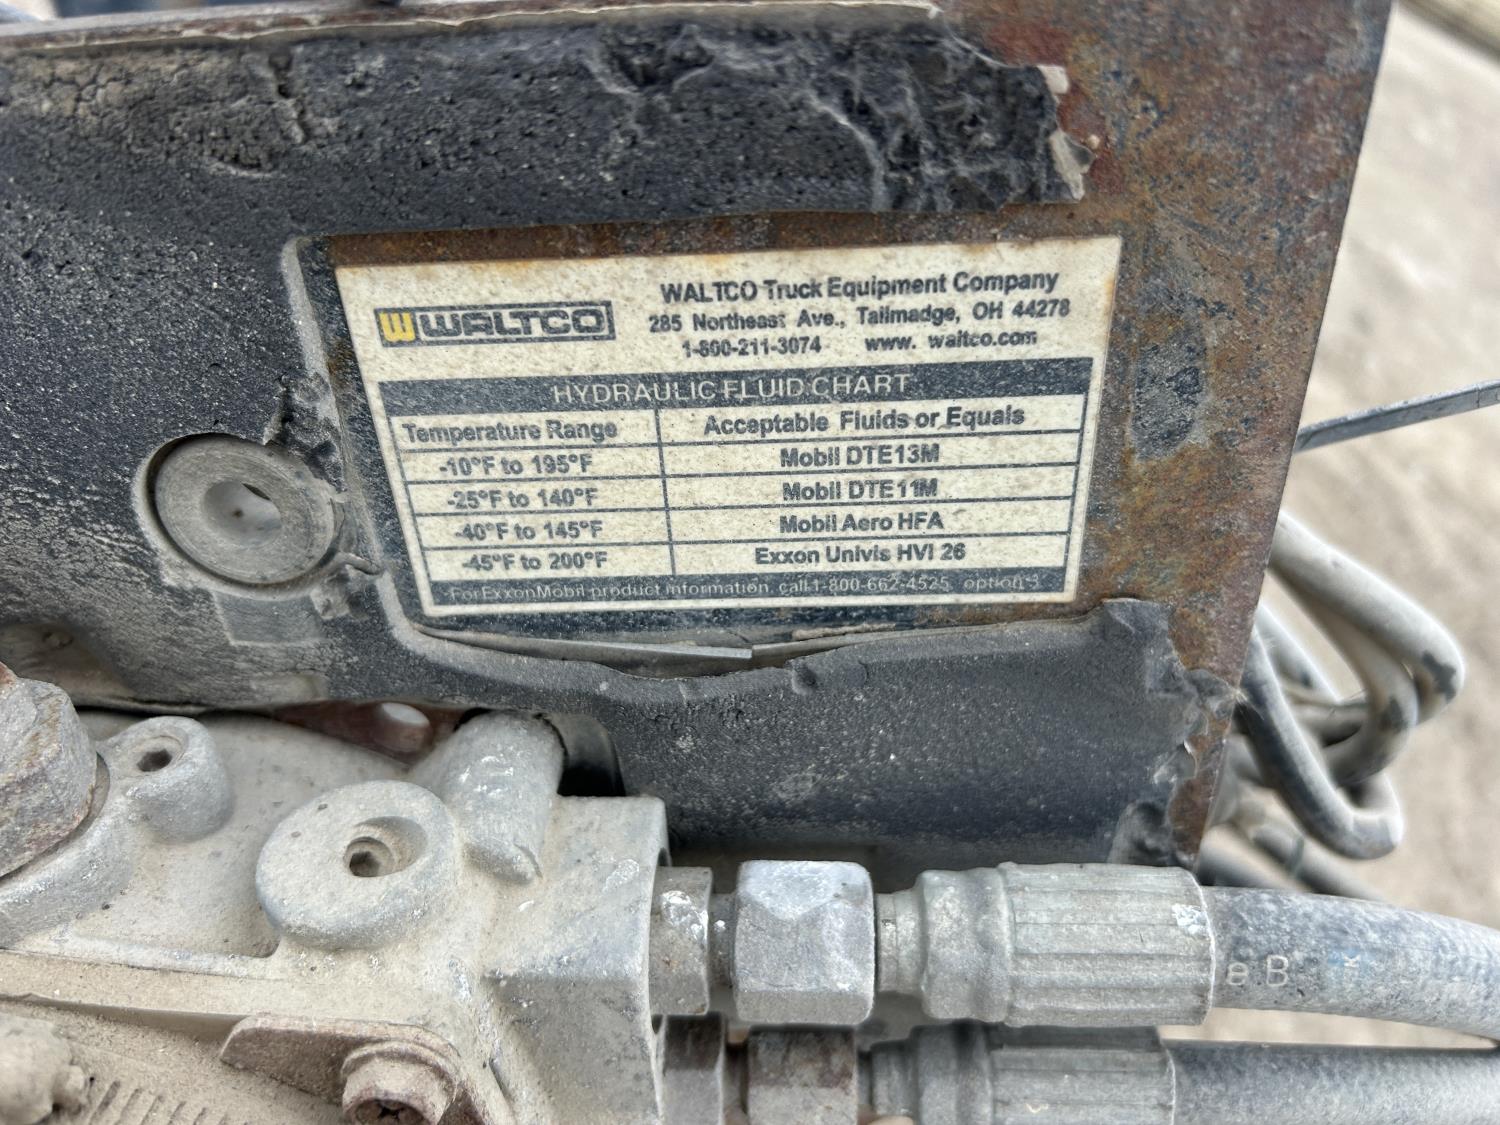 WALTCO
WALTCO Truck Equipment Company
285 Northeast Ave., Tallmadge, OH 44278
1-800-211-3074 www. waltco.com
HYDRAULIC FLUID CHART
Temperature Range Acceptable Fluids or Equals
-10°F to 195°F Mobil DTE13M
-25°F to 140°F Mobil DTE11M
-40°F to 145°F Mobil Aero HFA
-45°F to 200°F Exxon Univis HVI 26
For ExxonMobil product information, call 1-800-662-4525, option 3